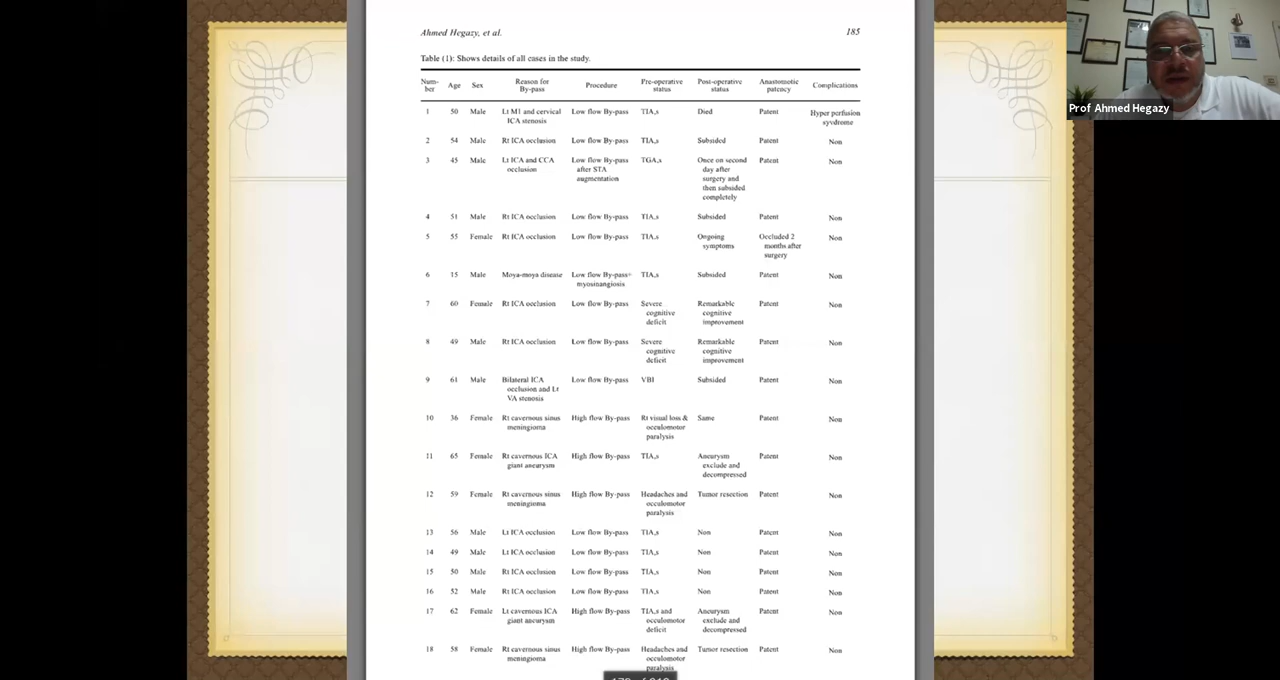 Ahmed Hegazy, et al. 185
Table (1): Shows details of all cases in the study.
Num-ber Age Sex Reason for By-pass Procedure Pre-operative status Post-operative status Anastomotic patency Complications
1 50 Male Lt M1 and cervical ICA stenosis Low flow By-pass TIA,s Died Patent Hyper perfusion syvdrome
2 54 Male Rt ICA occlusion Low flow By-pass TIA,s Subsided Patent Non
3 45 Male Lt ICA and CCA occlusion Low flow By-pass after STA augmentation TGA,s Once on second day after surgery and then subsided completely Patent Non
4 51 Male Rt ICA occlusion Low flow By-pass TIA,s Subsided Patent Non
5 55 Female Rt ICA occlusion Low flow By-pass TIA,s Ongoing symptoms Occluded 2 months after surgery Non
6 15 Male Moya-moya disease Low flow By-pass+ myosinangiosis TIA,s Subsided Patent Non
7 60 Female Rt ICA occlusion Low flow By-pass Severe cognitive deficit Remarkable cognitive improvement Patent Non
8 49 Male Rt ICA occlusion Low flow By-pass Severe cognitive deficit Remarkable cognitive improvement Patent Non
9 61 Male Bilateral ICA occlusion and Lt VA stenosis Low flow By-pass VBI Subsided Patent Non
10 36 Female Rt cavernous sinus meningioma High flow By-pass Rt visual loss & occulomotor paralysis Same Patent Non
11 65 Female Rt cavernous ICA giant aneurysm High flow By-pass TIA,s Aneurysm exclude and decompressed Patent Non
12 59 Female Rt cavernous sinus meningioma High flow By-pass Headaches and occulomotor paralysis Tumor resection Patent Non
13 56 Male Lt ICA occlusion Low flow By-pass TIA,s Non Patent Non
14 49 Male Lt ICA occlusion Low flow By-pass TIA,s Non Patent Non
15 50 Male Rt ICA occlusion Low flow By-pass TIA,s Non Patent Non
16 52 Male Rt ICA occlusion Low flow By-pass TIA,s Non Patent Non
17 62 Female Lt cavernous ICA giant aneurysm High flow By-pass TIA,s and occulomotor deficit Aneurysm exclude and decompressed Patent Non
18 58 Female Rt cavernous sinus meningioma High flow By-pass Headaches and occulomotor paralysis Tumor resection Patent Non
Prof Ahmed Hegazy